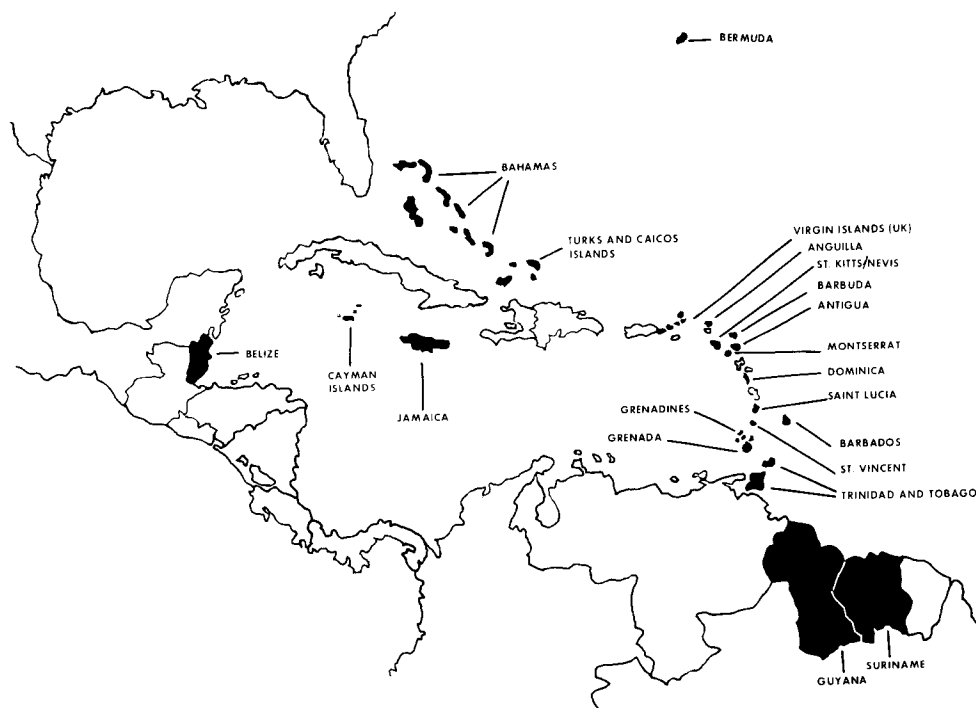 BERMUDA
BAHAMAS
TURKS AND CAICOS
ISLANDS
VIRGIN ISLANDS (UK)
ANGUILLA
ST. KITTS/NEVIS
BARBUDA
ANTIGUA
MONTSERRAT
DOMINICA
SAINT LUCIA
BELIZE
CAYMAN
ISLANDS
JAMAICA
GRENADINES
GRENADA
BARBADOS
ST. VINCENT
TRINIDAD AND TOBAGO
SURINAME
GUYANA